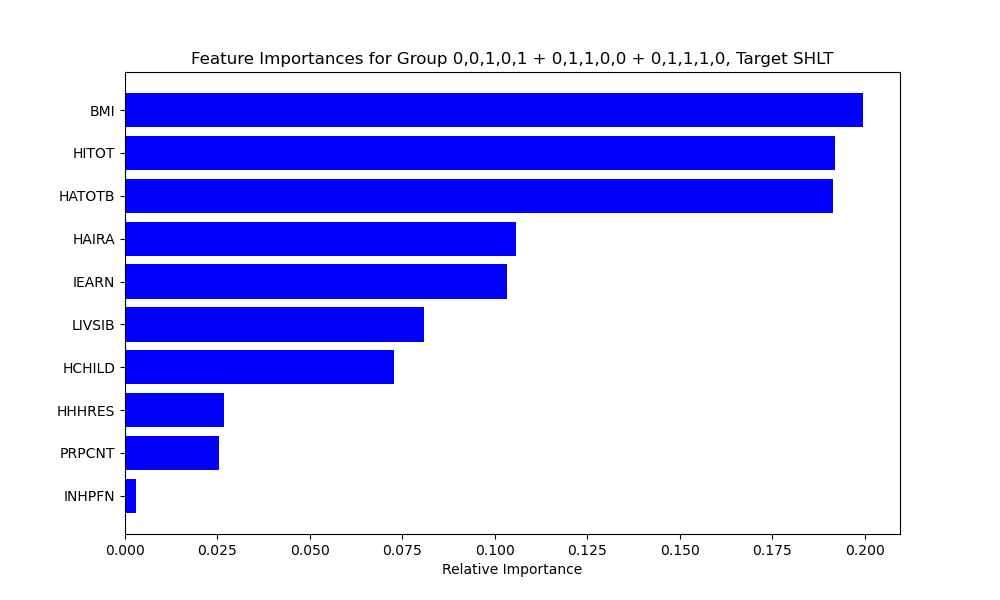 Feature Importances for Group 0,0,1,0,1 + 0,1,1,0,0 + 0,1,1,1,0, Target SHLT
BMI
HITOT
HATOTB
HAIRA
IEARN
LIVSIB
HCHILD
HHHRES
PRPCNT
INHPFN
0.000 0.025 0.050 0.075 0.100 0.125 0.150 0.175 0.200
Relative Importance